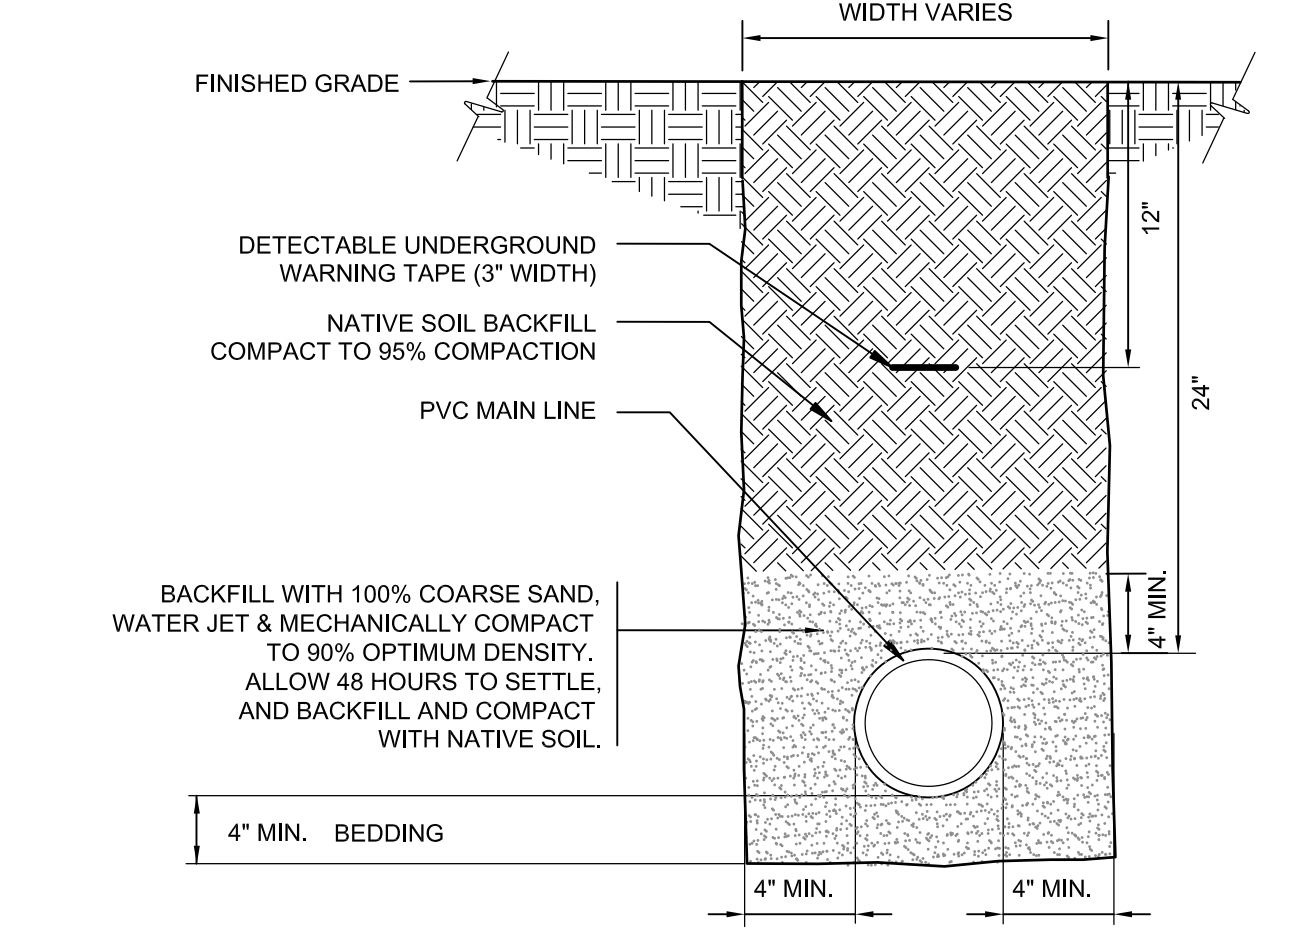 WIDTH VARIES
FINISHED GRADE
12"
DETECTABLE UNDERGROUND
WARNING TAPE (3" WIDTH)
NATIVE SOIL BACKFILL
COMPACT TO 95% COMPACTION
24"
PVC MAIN LINE
BACKFILL WITH 100% COARSE SAND,
WATER JET & MECHANICALLY COMPACT
TO 90% OPTIMUM DENSITY.
ALLOW 48 HOURS TO SETTLE,
AND BACKFILL AND COMPACT
WITH NATIVE SOIL.
4" MIN.
4" MIN. BEDDING
4" MIN.
4" MIN.